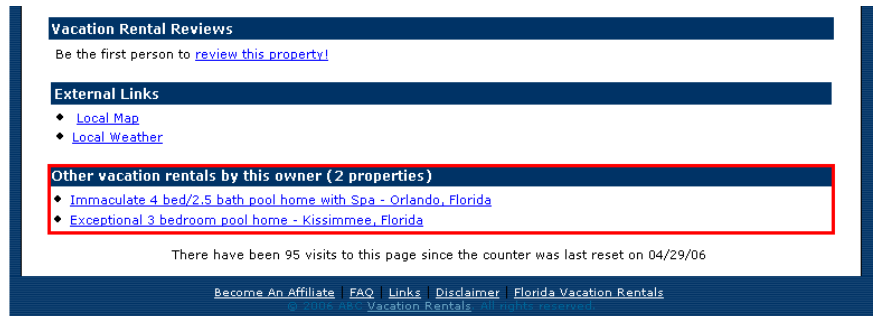 Vacation Rental Reviews
Be the first person to review this property!
External Links
Local Map
Local Weather
Other vacation rentals by this owner (2 properties)
Immaculate 4 bed/2.5 bath pool home with Spa - Orlando, Florida
Exceptional 3 bedroom pool home - Kissimmee, Florida
There have been 95 visits to this page since the counter was last reset on 04/29/06
Become An Affiliate | FAQ | Links | Disclaimer | Florida Vacation Rentals
© 2006 ABC Vacation Rentals. All rights reserved.